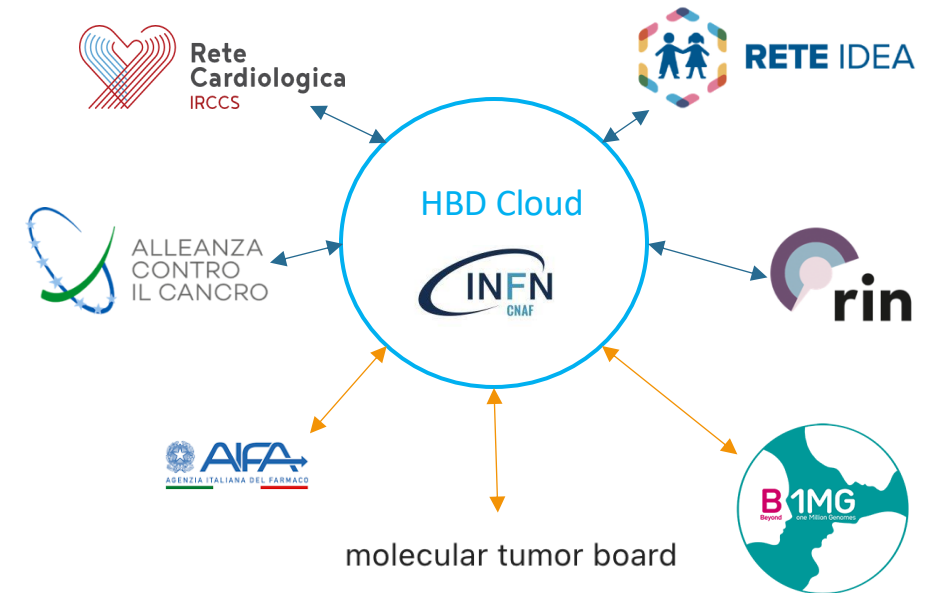 Rete
Cardiologica
IRCCS
RETE IDEA
HBD Cloud
INFN
CNAF
ALLEANZA
CONTRO
IL CANCRO
rin
AIFA
AGENZIA ITALIANA DEL FARMACO
molecular tumor board
B1MG
Beyond one Million Genomes